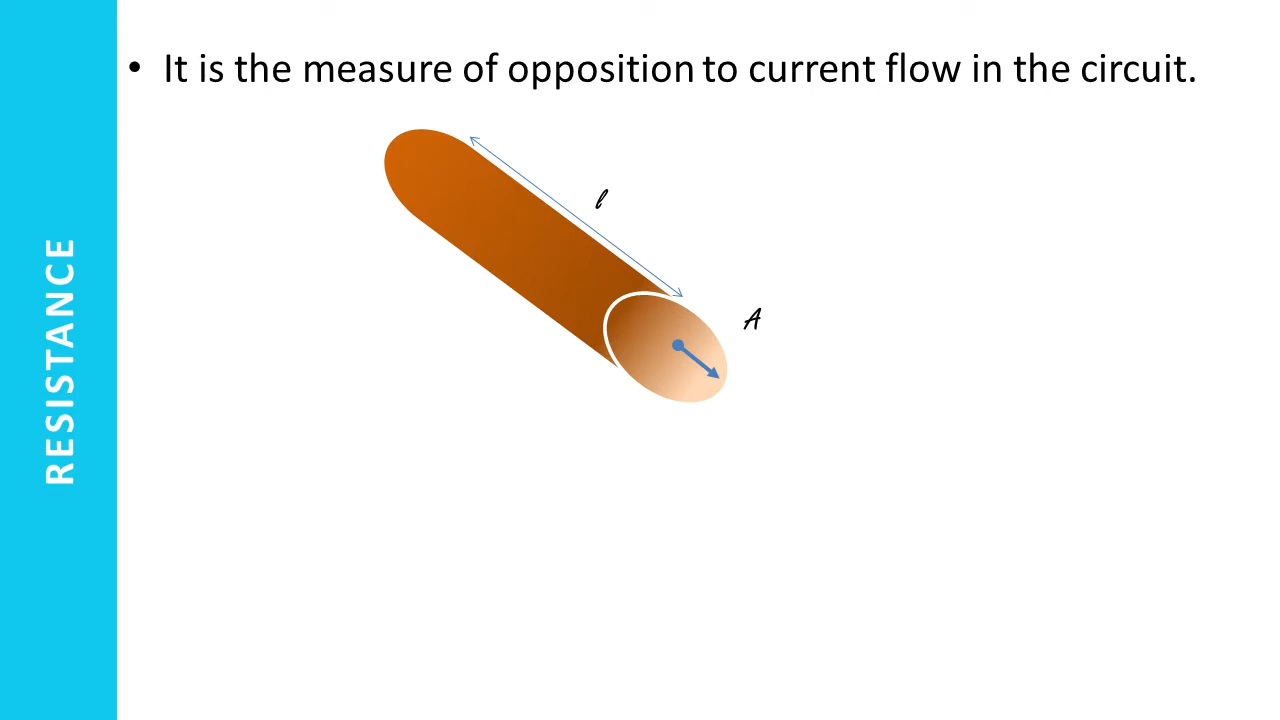 RESISTANCE
• It is the measure of opposition to current flow in the circuit.
l
A